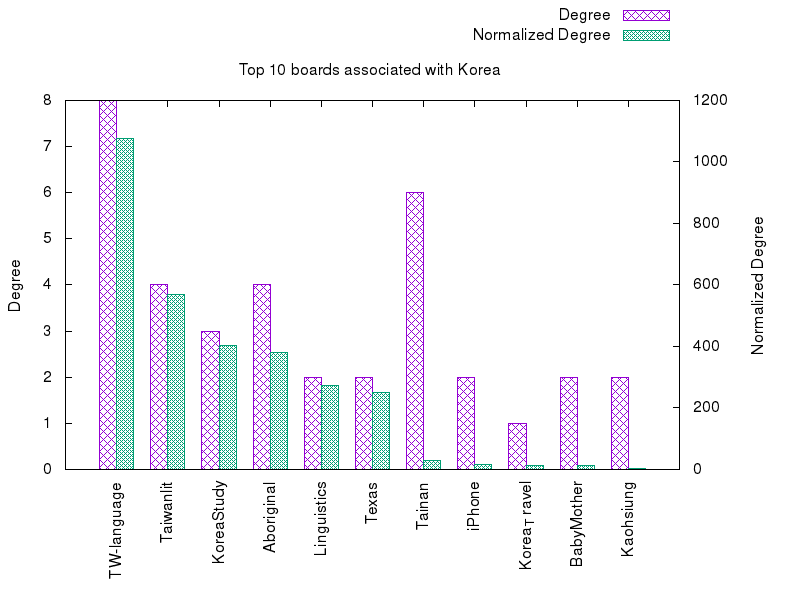 Degree
Normalized Degree
Top 10 boards associated with Korea
8
7
6
5
4
3
2
1
0
Degree
1200
1000
800
600
400
200
0
Normalized Degree
TW-language
Taiwanlit
KoreaStudy
Aboriginal
Linguistics
Texas
Tainan
iPhone
KoreaTravel
BabyMother
Kaohsiung